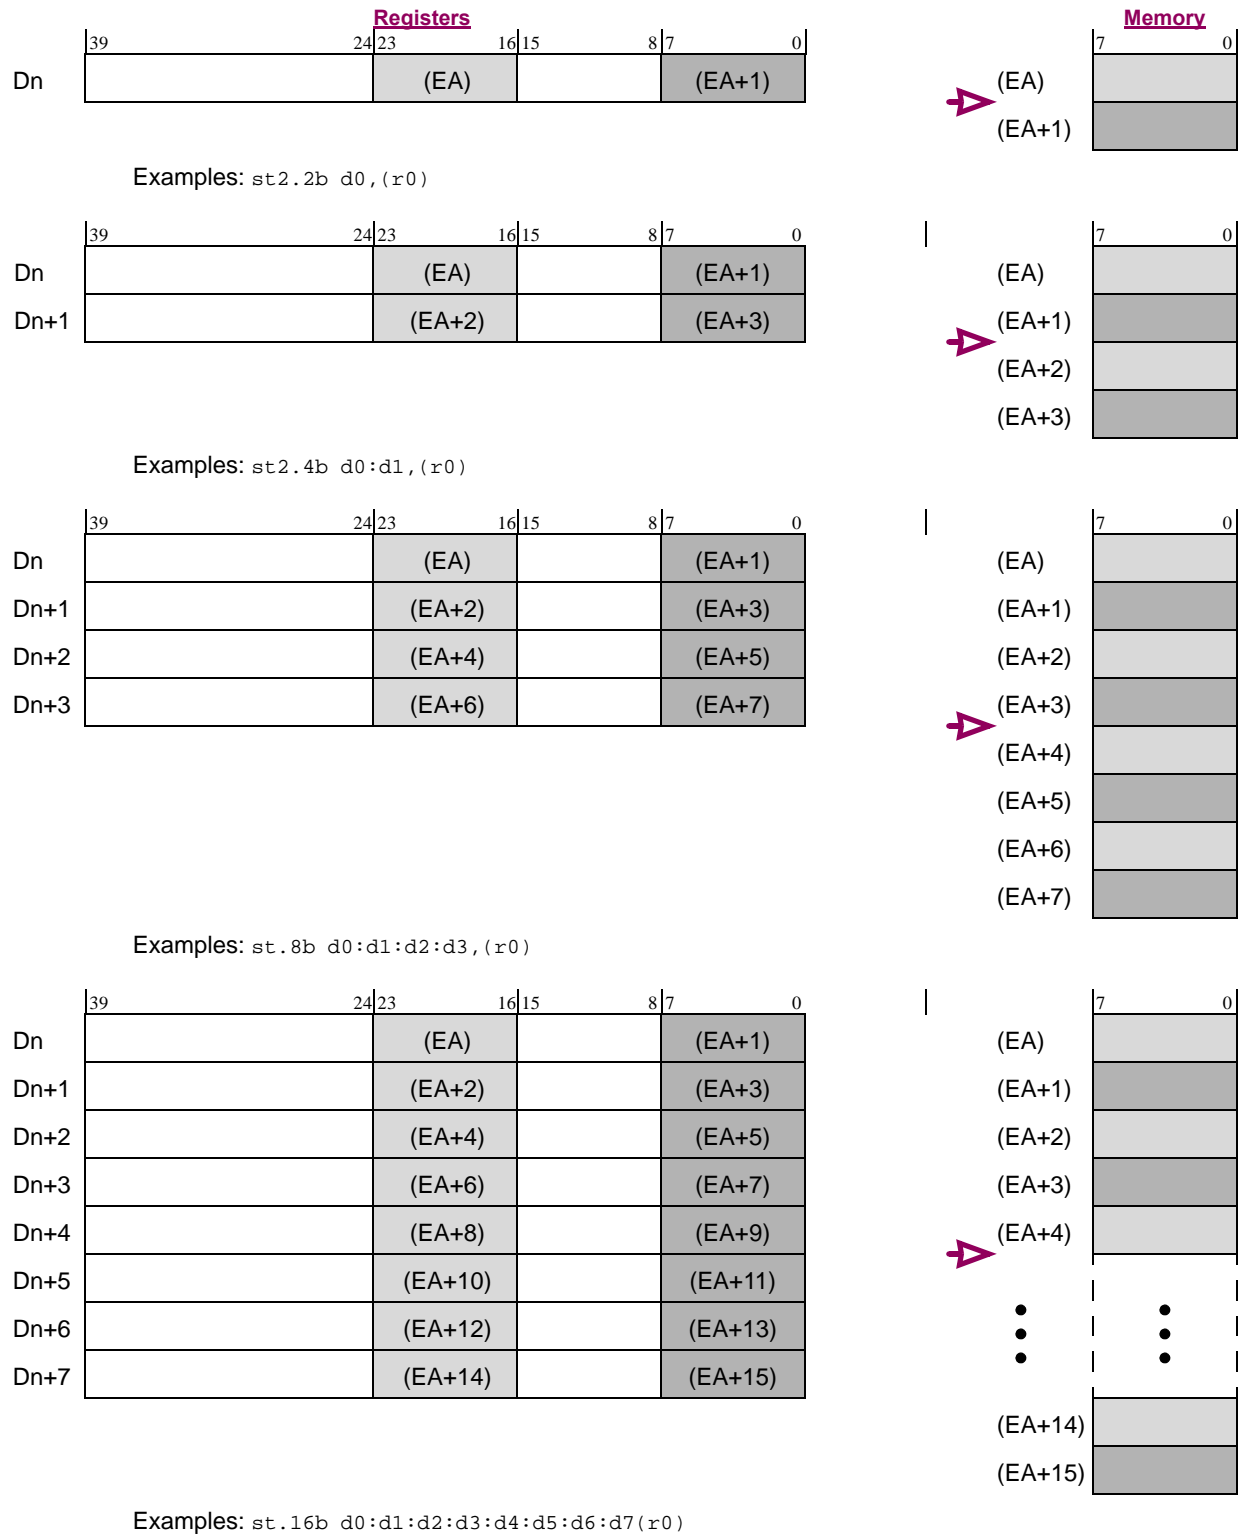 Registers Memory
39 24 23 16 15 8 7 0 7 0
Dn (EA) (EA+1) (EA)
(EA+1)
Examples: st2.2b d0,(r0)
39 24 23 16 15 8 7 0 7 0
Dn (EA) (EA+1) (EA)
Dn+1 (EA+2) (EA+3) (EA+1)
(EA+2)
(EA+3)
Examples: st2.4b d0:d1,(r0)
39 24 23 16 15 8 7 0 7 0
Dn (EA) (EA+1) (EA)
Dn+1 (EA+2) (EA+3) (EA+1)
Dn+2 (EA+4) (EA+5) (EA+2)
Dn+3 (EA+6) (EA+7) (EA+3)
(EA+4)
(EA+5)
(EA+6)
(EA+7)
Examples: st.8b d0:d1:d2:d3,(r0)
39 24 23 16 15 8 7 0 7 0
Dn (EA) (EA+1) (EA)
Dn+1 (EA+2) (EA+3) (EA+1)
Dn+2 (EA+4) (EA+5) (EA+2)
Dn+3 (EA+6) (EA+7) (EA+3)
Dn+4 (EA+8) (EA+9) (EA+4)
Dn+5 (EA+10) (EA+11)
Dn+6 (EA+12) (EA+13)
Dn+7 (EA+14) (EA+15)
(EA+14)
(EA+15)
Examples: st.16b d0:d1:d2:d3:d4:d5:d6:d7(r0)